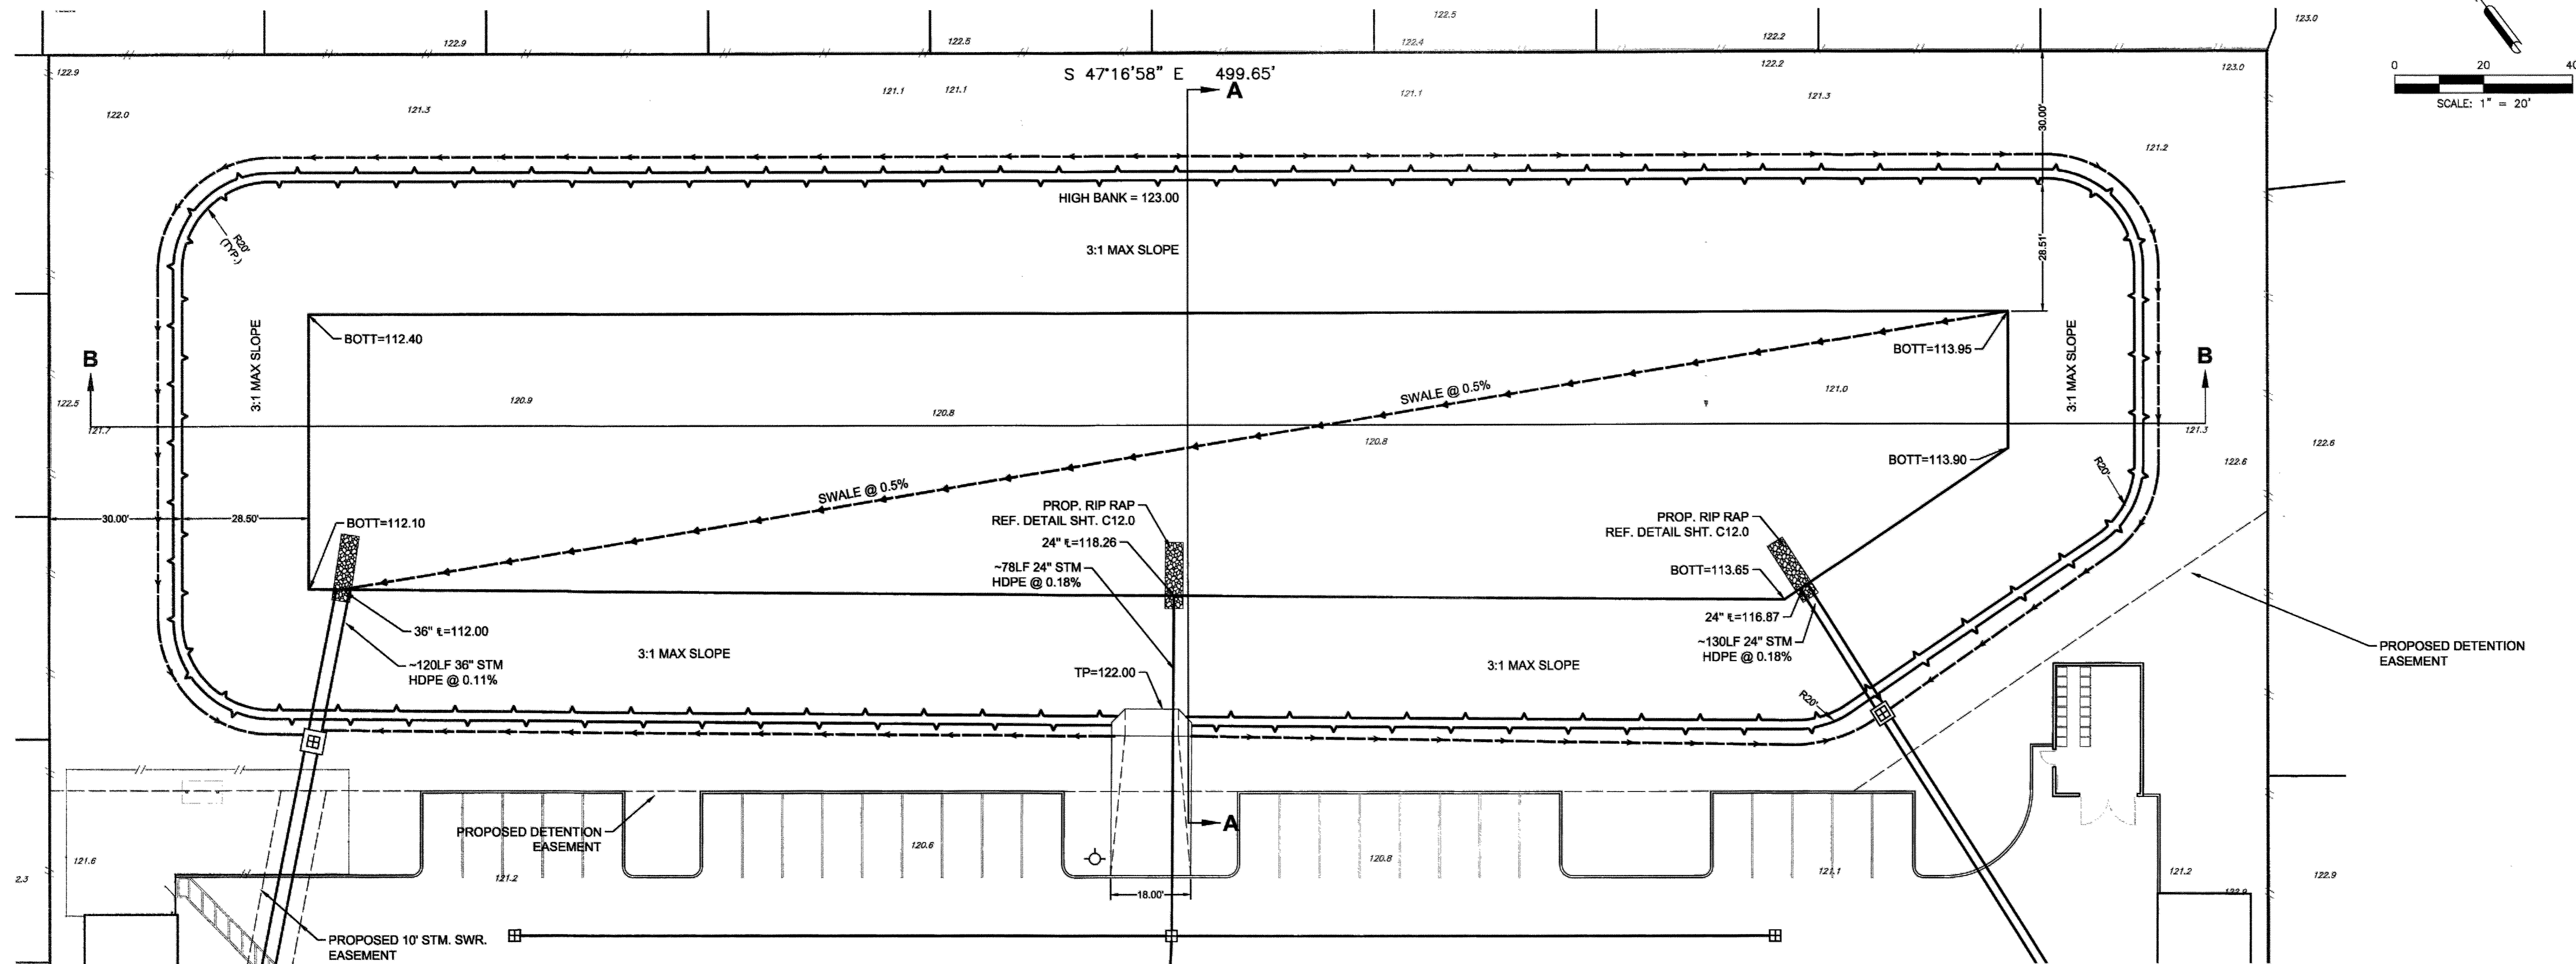 122.5
123.0
122.9
122.5
122.4
122.2
122.9
S 47°16'58" E 499.65'
122.2
123.0
0 20 40
SCALE: 1" = 20'
122.0
121.3
121.1
121.1
A
121.1
121.3
30.00'
121.2
HIGH BANK = 123.00
R20'
(TYP.)
3:1 MAX SLOPE
28.51'
BOTT=112.40
3:1 MAX SLOPE
BOTT=113.95
3:1 MAX SLOPE
B
B
122.5
121.7
120.9
120.8
SWALE @ 0.5%
120.8
121.0
121.3
122.6
122.6
BOTT=113.90
R20'
SWALE @ 0.5%
30.00'
28.50'
BOTT=112.10
PROP. RIP RAP
REF. DETAIL SHT. C12.0
24" ℄=118.26
~78LF 24" STM
HDPE @ 0.18%
PROP. RIP RAP
REF. DETAIL SHT. C12.0
BOTT=113.65
24" ℄=116.87
~130LF 24" STM
HDPE @ 0.18%
36" ℄=112.00
~120LF 36" STM
HDPE @ 0.11%
3:1 MAX SLOPE
TP=122.00
3:1 MAX SLOPE
R20'
PROPOSED DETENTION
EASEMENT
PROPOSED DETENTION
EASEMENT
A
121.6
2.3
121.2
120.6
120.8
121.1
121.2
122.9
122.9
18.00'
PROPOSED 10' STM. SWR.
EASEMENT